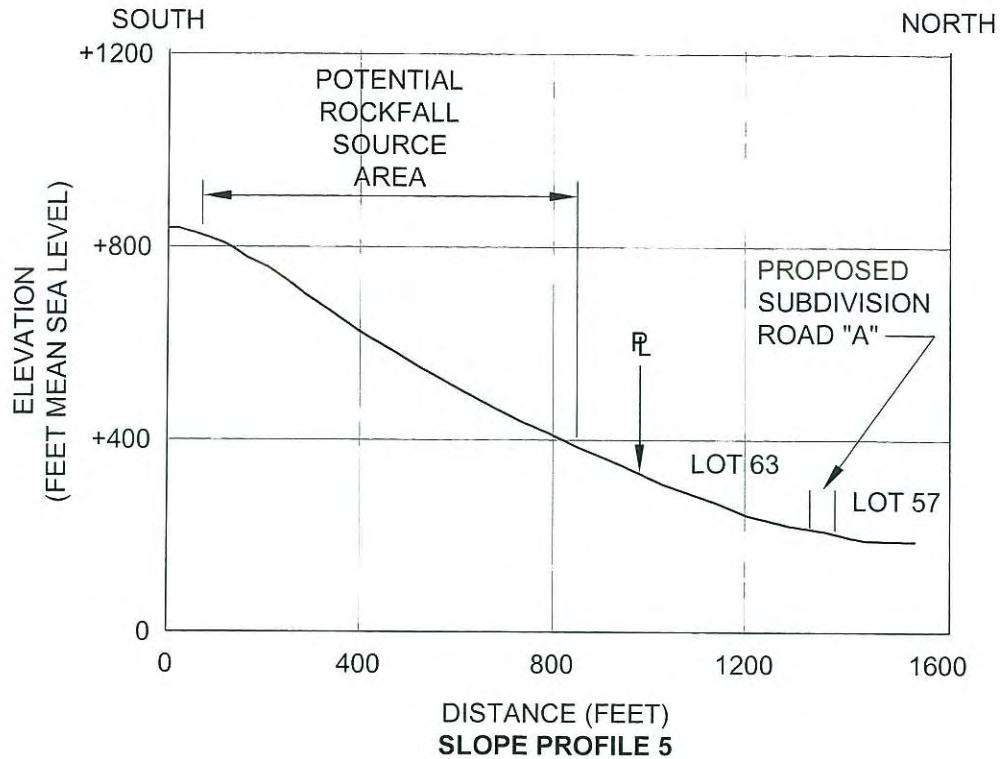 SOUTH
NORTH
+1200
POTENTIAL
ROCKFALL
SOURCE
AREA
+800
PROPOSED
SUBDIVISION
ROAD "A"
ELEVATION
(FEET MEAN SEA LEVEL)
PL
+400
LOT 63
LOT 57
0
0
400
800
1200
1600
DISTANCE (FEET)
SLOPE PROFILE 5